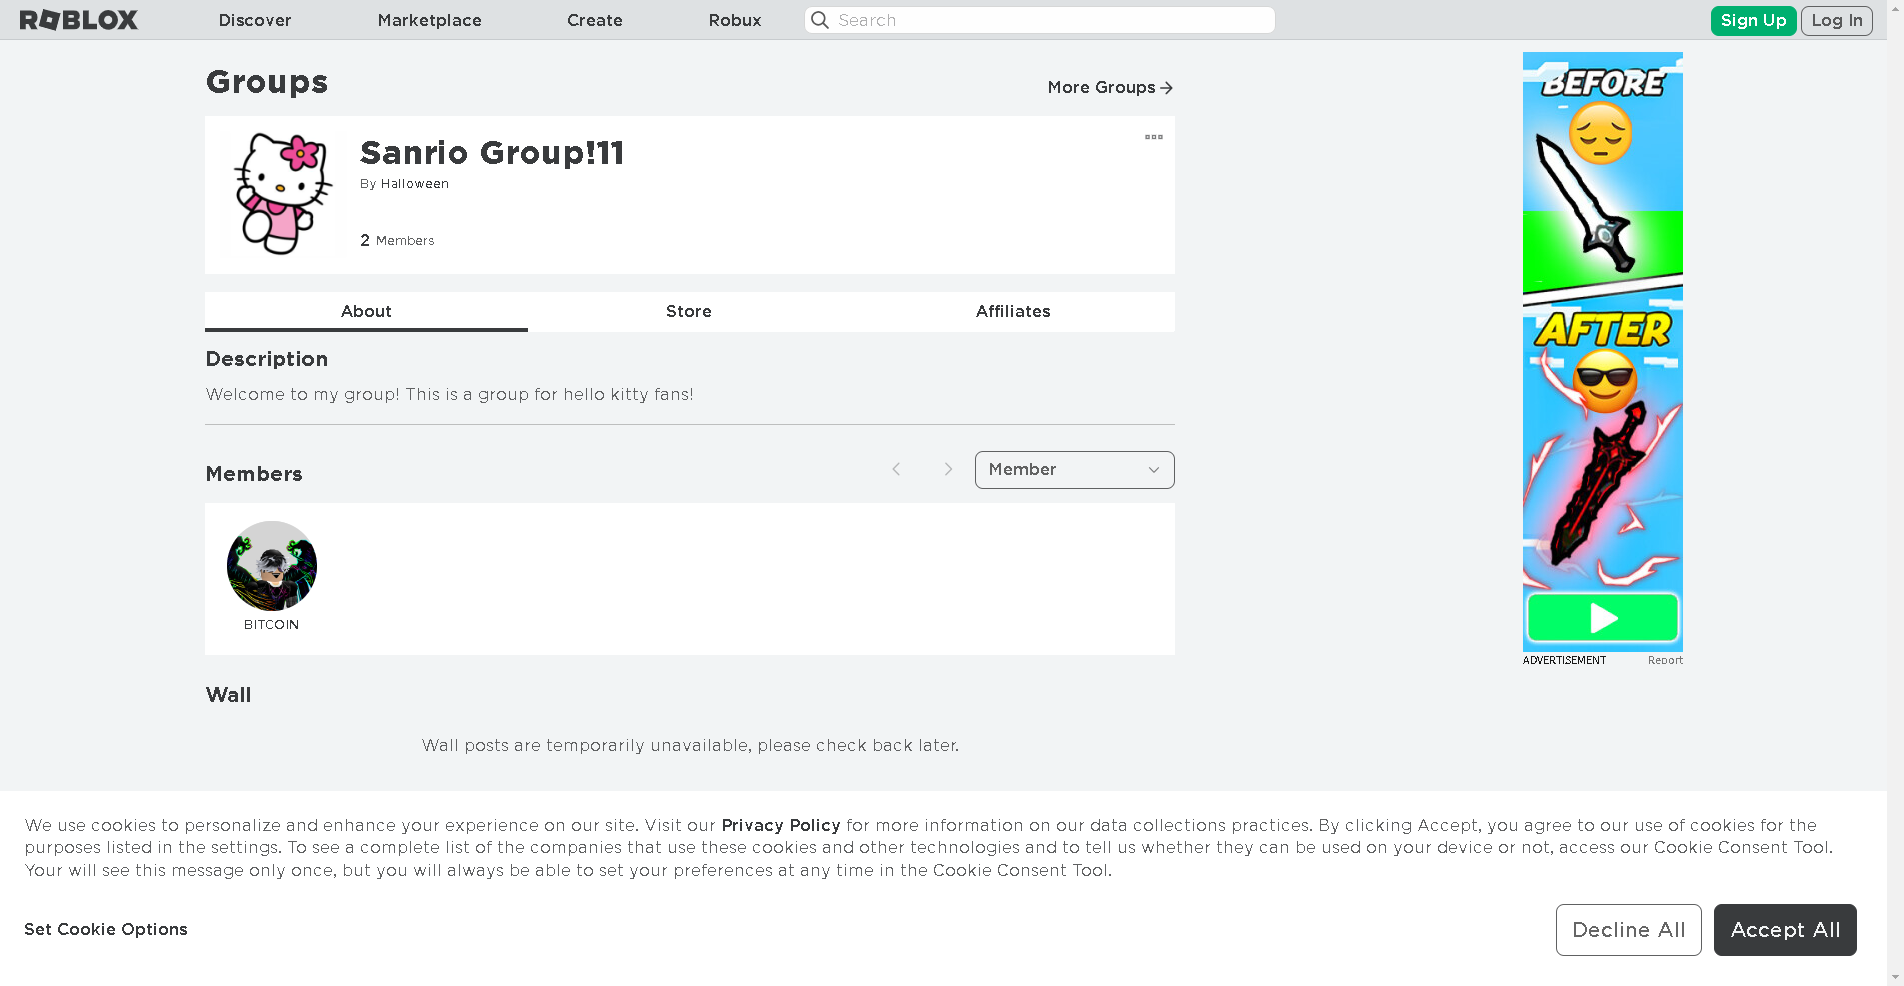 ROBLOX
Discover
Marketplace
Create
Robux
Search
Sign Up
Log In
Groups
More Groups
Sanrio Group!11
By Halloween
2 Members
About
Store
Affiliates
Description
Welcome to my group! This is a group for hello kitty fans!
Members
Member
BITCOIN
Wall
Wall posts are temporarily unavailable, please check back later.
BEFORE
AFTER
ADVERTISEMENT
Report
We use cookies to personalize and enhance your experience on our site. Visit our Privacy Policy for more information on our data collections practices. By clicking Accept, you agree to our use of cookies for the
purposes listed in the settings. To see a complete list of the companies that use these cookies and other technologies and to tell us whether they can be used on your device or not, access our Cookie Consent Tool.
Your will see this message only once, but you will always be able to set your preferences at any time in the Cookie Consent Tool.
Set Cookie Options
Decline All
Accept All